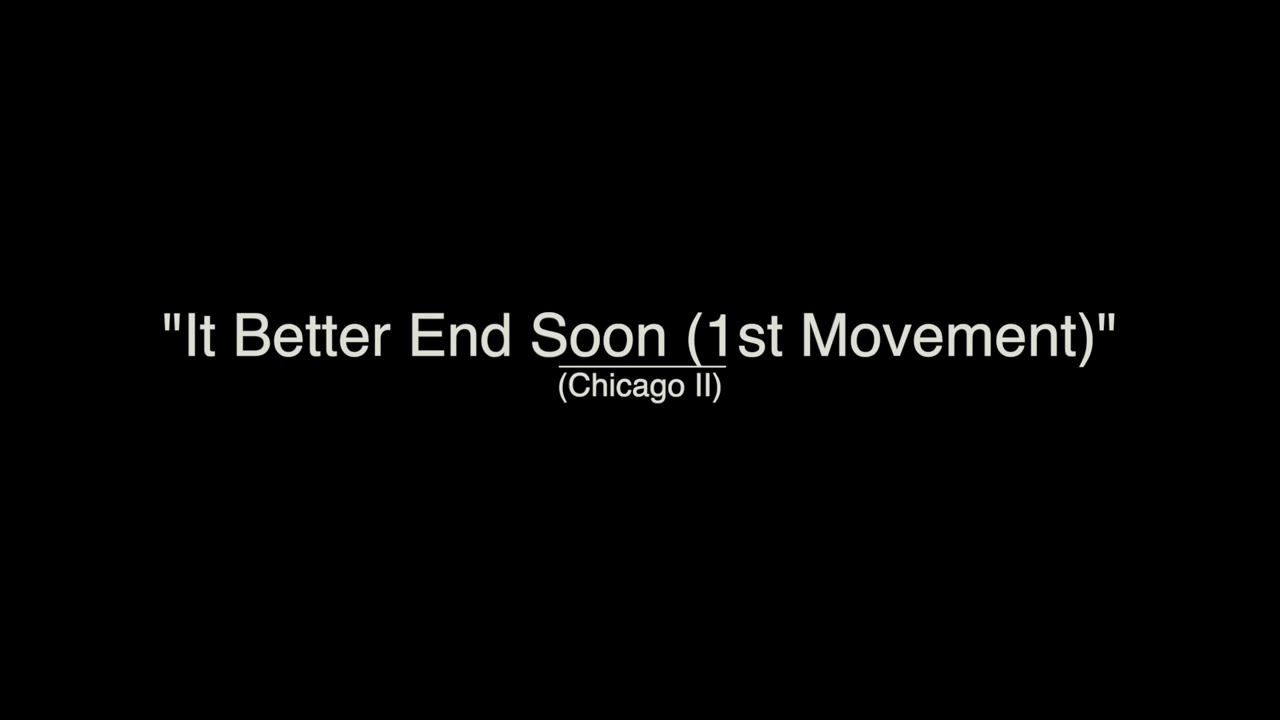 "It Better End Soon (1st Movement)"
(Chicago II)